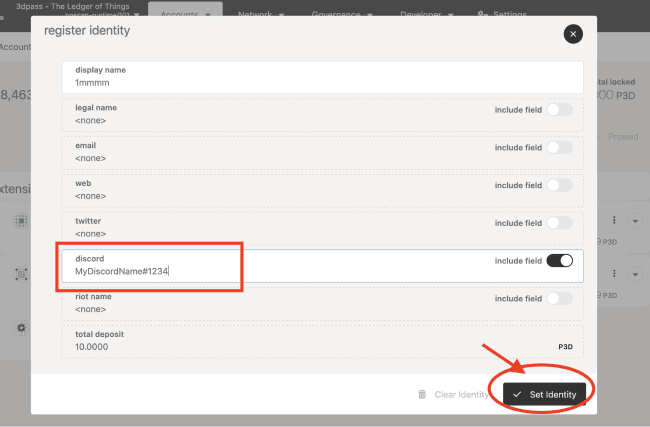 3dpass - The Ledger of Things
Accounts Network Governance Developer Settings
Account
register identity
display name
1mmmm
8,463
tal locked
P3D
legal name
<none>
include field
email
<none>
include field
Proxied
web
<none>
include field
extensi
twitter
<none>
include field
P3D
discord
MyDiscordName#1234
include field
riot name
<none>
include field
P3D
total deposit
10.0000
P3D
Clear Identity
Set Identity